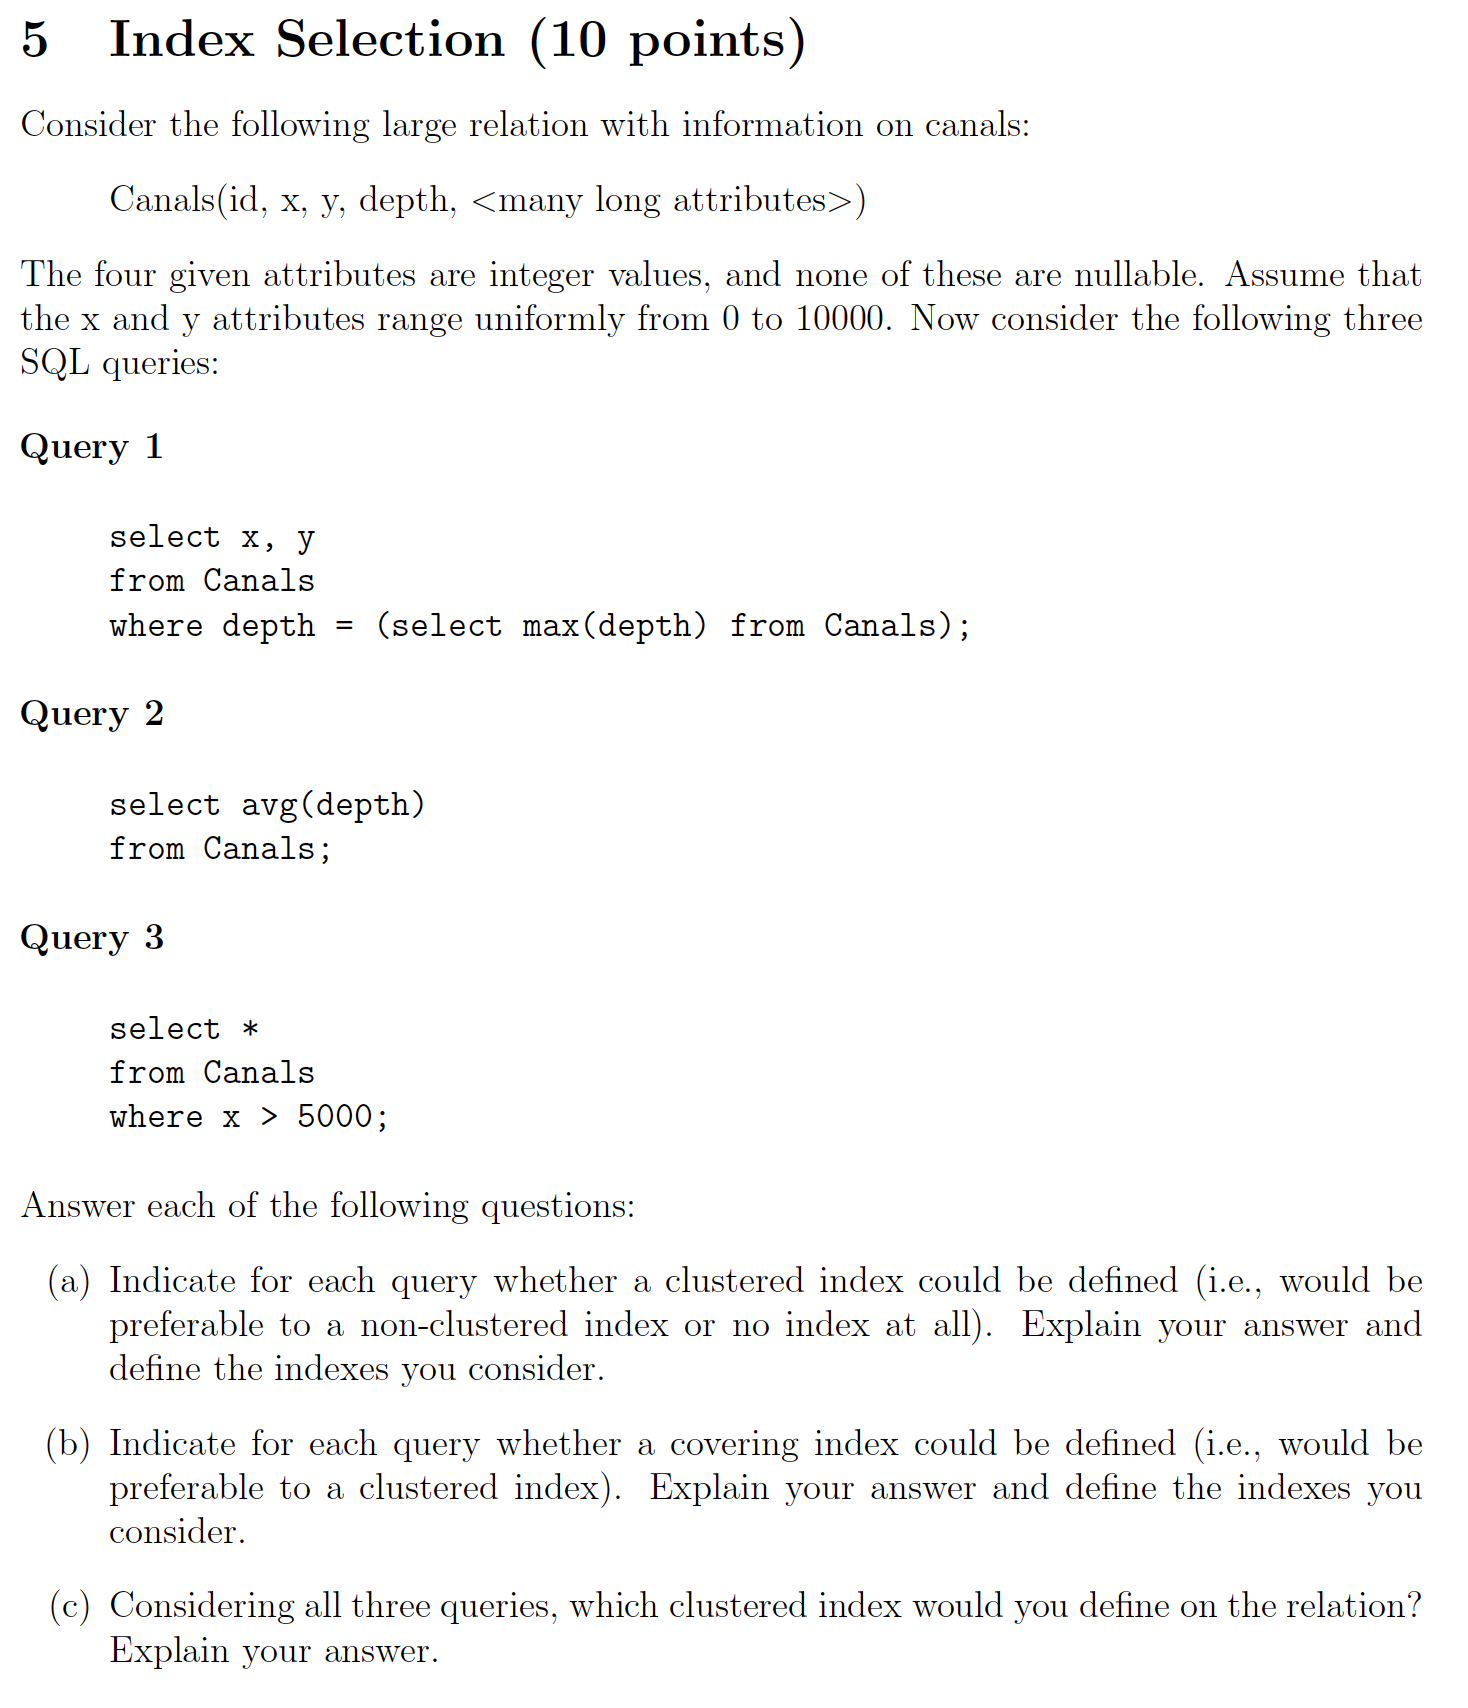 5 Index Selection (10 points)
Consider the following large relation with information on canals:
Canals(id, x, y, depth, <many long attributes>)
The four given attributes are integer values, and none of these are nullable. Assume that
the x and y attributes range uniformly from 0 to 10000. Now consider the following three
SQL queries:
Query 1
select x, y
from Canals
where depth = (select max(depth) from Canals);
Query 2
select avg(depth)
from Canals;
Query 3
select *
from Canals
where x > 5000;
Answer each of the following questions:
(a) Indicate for each query whether a clustered index could be defined (i.e., would be
preferable to a non-clustered index or no index at all). Explain your answer and
define the indexes you consider.
(b) Indicate for each query whether a covering index could be defined (i.e., would be
preferable to a clustered index). Explain your answer and define the indexes you
consider.
(c) Considering all three queries, which clustered index would you define on the relation?
Explain your answer.